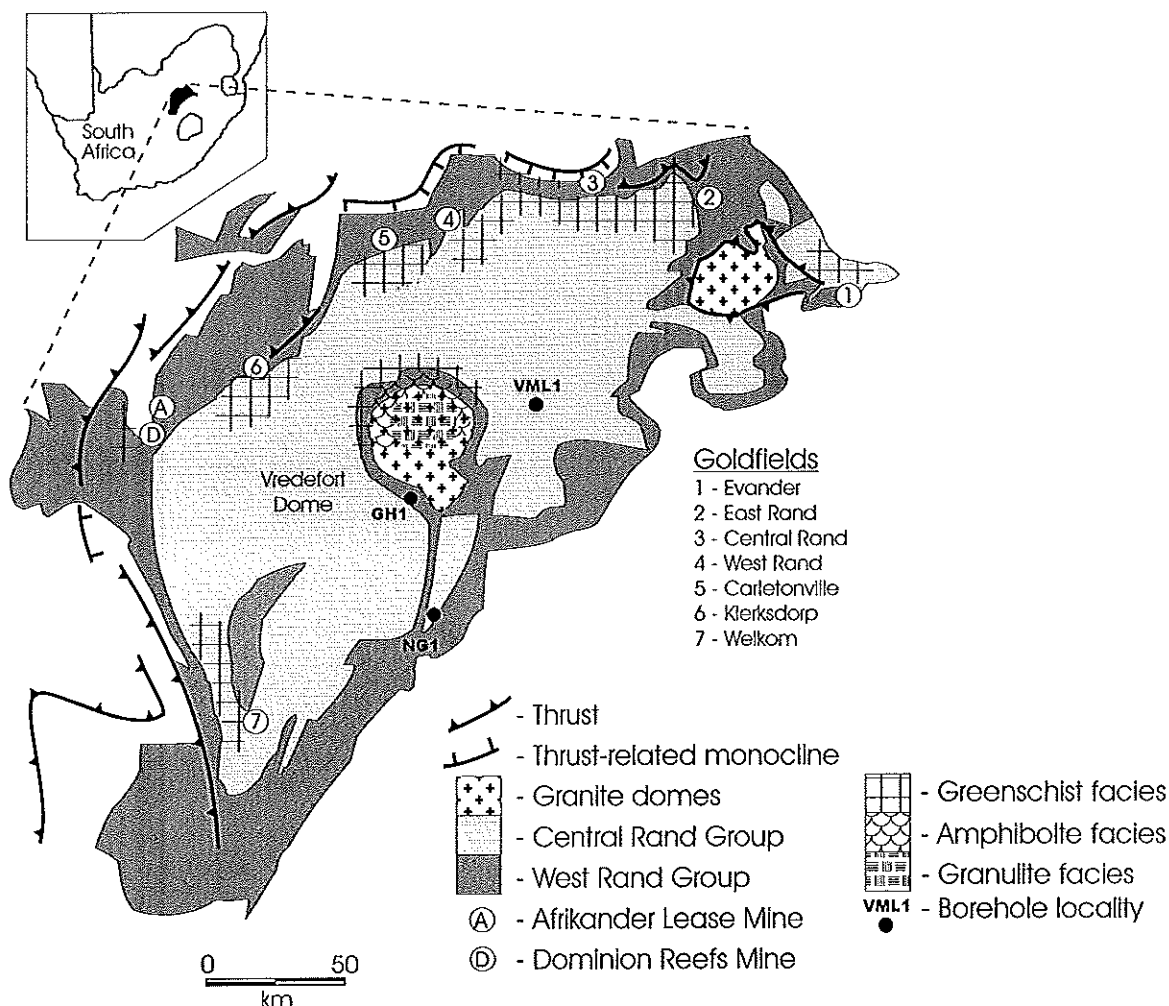 South
Africa
3
2
4
5
1
6
VML1
A
D
Vredefort
Dome
GH1
NG1
7
Goldfields
1 - Evander
2 - East Rand
3 - Central Rand
4 - West Rand
5 - Carletonville
6 - Klerksdorp
7 - Welkom
- Thrust
- Thrust-related monocline
- Granite domes
- Central Rand Group
- West Rand Group
A - Afrikander Lease Mine
D - Dominion Reefs Mine
- Greenschist facies
- Amphibolte facies
- Granulite facies
VML1 - Borehole locality
0 50
km